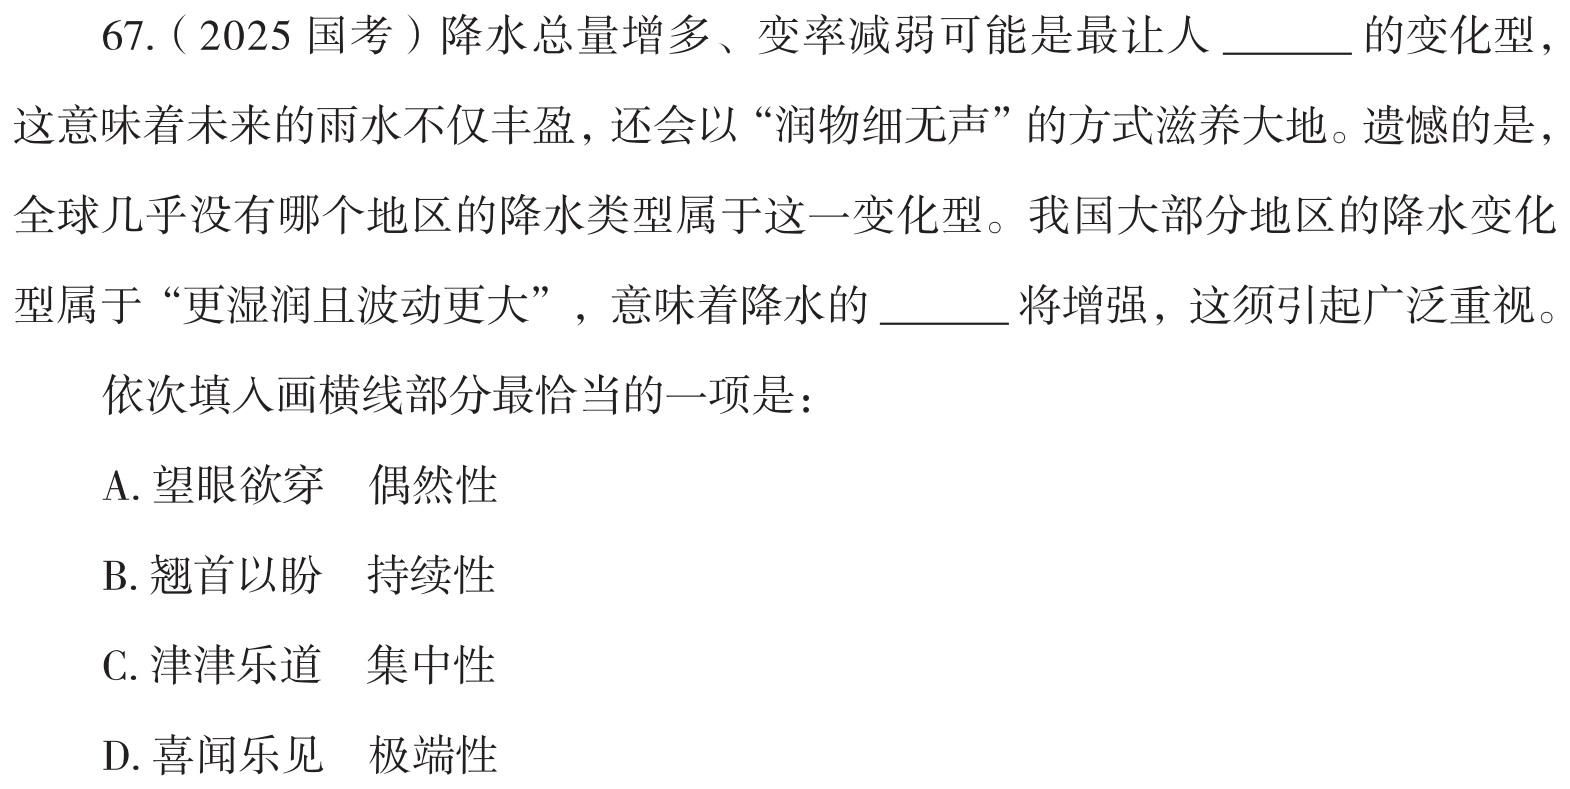 67.（2025 国考）降水总量增多、变率减弱可能是最让人 ______ 的变化型，
这意味着未来的雨水不仅丰盈，还会以“润物细无声”的方式滋养大地。遗憾的是，
全球几乎没有哪个地区的降水类型属于这一变化型。我国大部分地区的降水变化
型属于“更湿润且波动更大”，意味着降水的 ______ 将增强，这须引起广泛重视。
依次填入画横线部分最恰当的一项是：
A. 望眼欲穿　偶然性
B. 翘首以盼　持续性
C. 津津乐道　集中性
D. 喜闻乐见　极端性